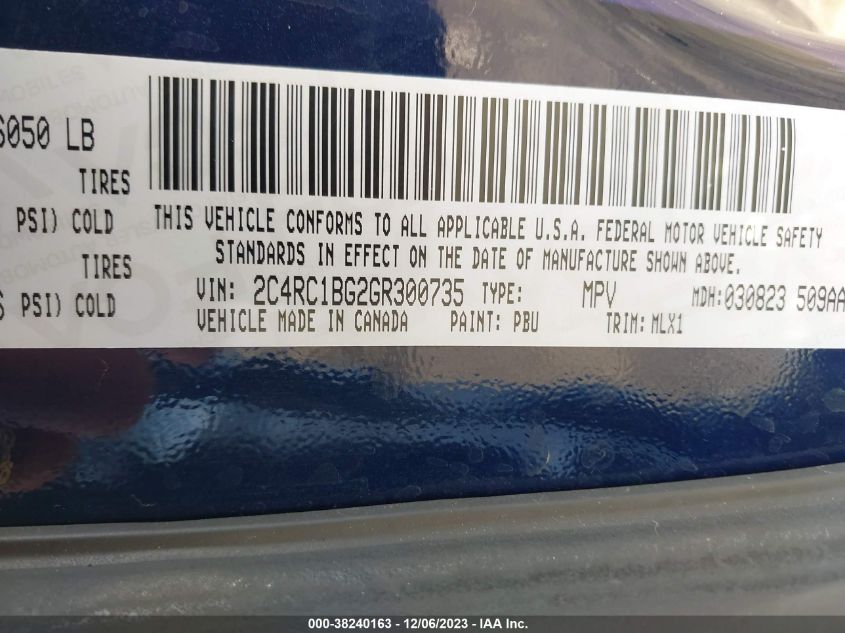 6050 LB
TIRES
PSI) COLD
TIRES
PSI) COLD
THIS VEHICLE CONFORMS TO ALL APPLICABLE U.S.A. FEDERAL MOTOR VEHICLE SAFETY
STANDARDS IN EFFECT ON THE DATE OF MANUFACTURE SHOWN ABOVE.
VIN: 2C4RC1BG2GR300735 TYPE: MPV MDH:030823 509AA
VEHICLE MADE IN CANADA PAINT: PBU TRIM: MLX1
000-38240163 - 12/06/2023 - IAA Inc.